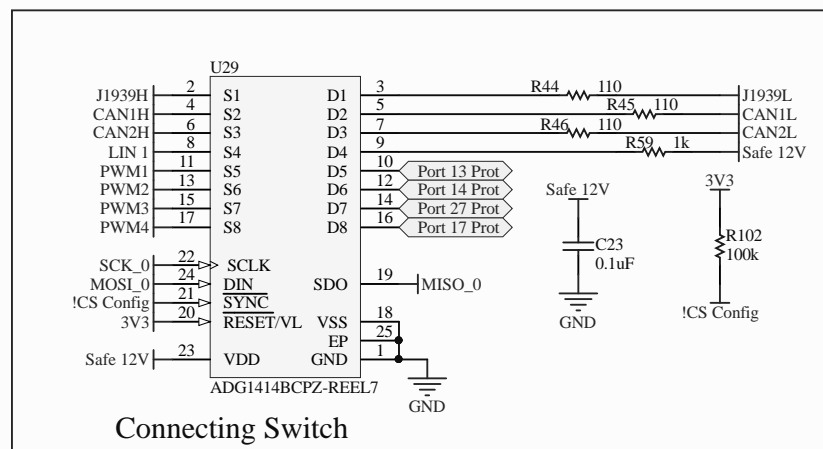 U29
J1939H 2 S1 D1 3 R44 110 J1939L
CAN1H 4 S2 D2 5 R45 110 CAN1L
CAN2H 6 S3 D3 7 R46 110 CAN2L
LIN 1 8 S4 D4 9 R59 1k Safe 12V
PWM1 11 S5 D5 10 Port 13 Prot
PWM2 13 S6 D6 12 Port 14 Prot
PWM3 15 S7 D7 14 Port 27 Prot
PWM4 17 S8 D8 16 Port 17 Prot
Safe 12V
3V3
C23
0.1uF
GND
R102
100k
!CS Config
SCK_0 22 SCLK
MOSI_0 24 DIN SDO 19 MISO_0
!CS Config 21 SYNC
3V3 20 RESET/VL VSS 18
EP 25
Safe 12V 23 VDD GND 1
ADG1414BCPZ-REEL7
GND
Connecting Switch